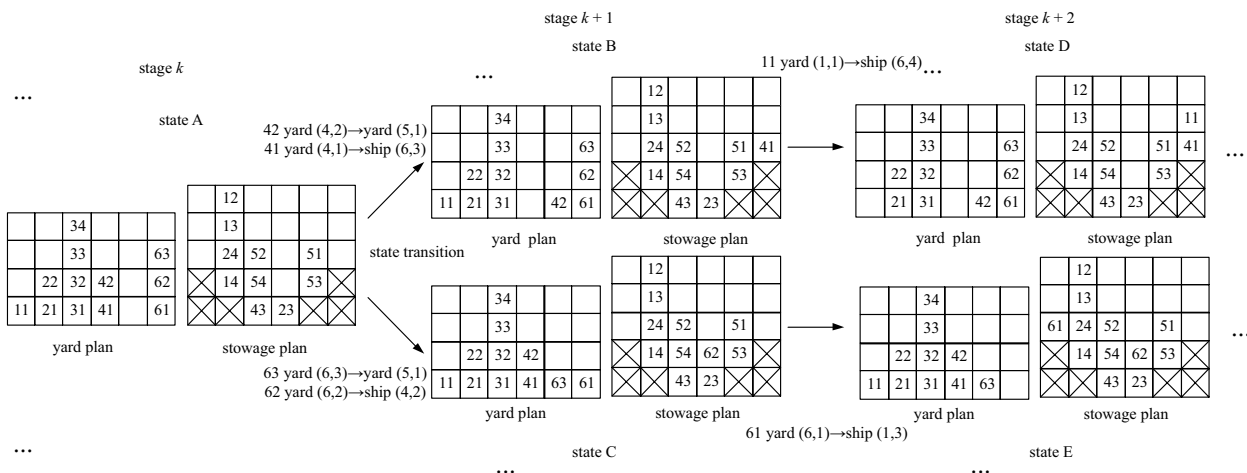 stage k + 1
stage k + 2
state B
state D
stage k
...
11 yard (1,1)→ship (6,4)
...
...
state A
42 yard (4,2)→yard (5,1)
41 yard (4,1)→ship (6,3)
34
33 63
22 32 62
11 21 31 42 61
yard plan
12
13
24 52 51 41
14 54 53
43 23
stowage plan
34
33 63
22 32 62
21 31 42 61
yard plan
12
13 11
24 52 51 41
14 54 53
43 23
stowage plan
...
34
33 63
22 32 42 62
11 21 31 41 61
yard plan
12
13
24 52 51
14 54 53
43 23
stowage plan
state transition
63 yard (6,3)→yard (5,1)
62 yard (6,2)→ship (4,2)
34
33
22 32 42
11 21 31 41 63 61
yard plan
12
13
24 52 51
14 54 62 53
43 23
stowage plan
34
33
22 32 42
11 21 31 41 63
yard plan
12
13
61 24 52 51
14 54 62 53
43 23
stowage plan
...
61 yard (6,1)→ship (1,3)
...
state C
state E
...
...